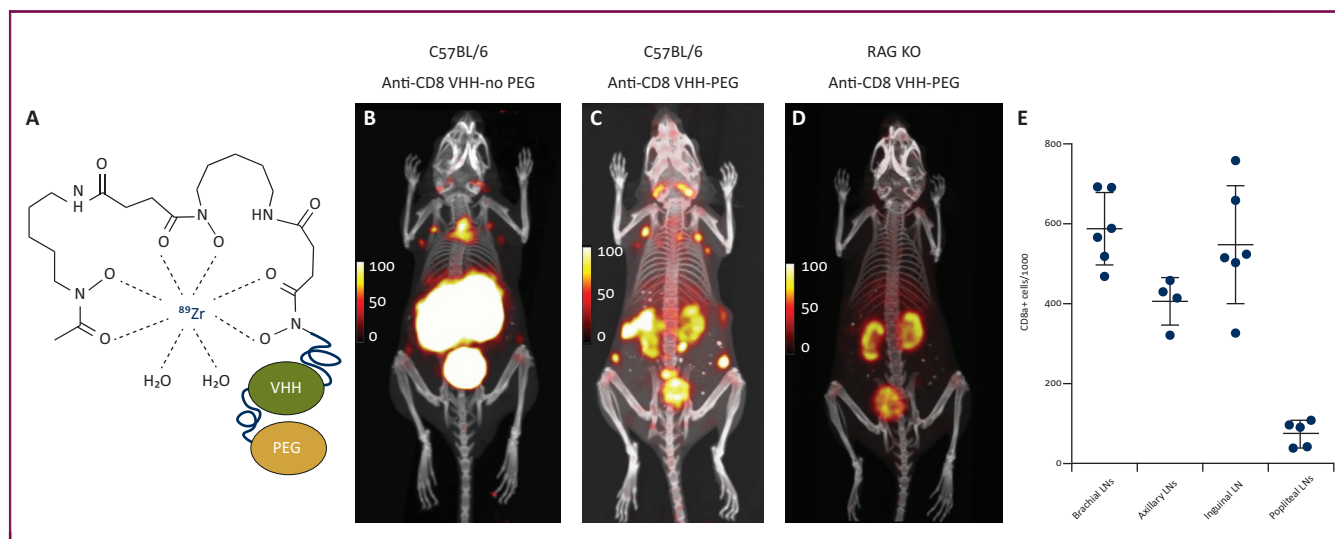 C57BL/6
Anti-CD8 VHH-no PEG
C57BL/6
Anti-CD8 VHH-PEG
RAG KO
Anti-CD8 VHH-PEG
A
B
C
D
E
O
N
H
O
N
O
HN
O
O
N
O
O
N
O
⁸⁹Zr
H₂O
H₂O
VHH
PEG
100
50
0
100
50
0
100
50
0
CD8a+ cells/1000
800
600
400
200
0
Brachial LNs
Axillary LNs
Inguinal LN
Popliteal LNs